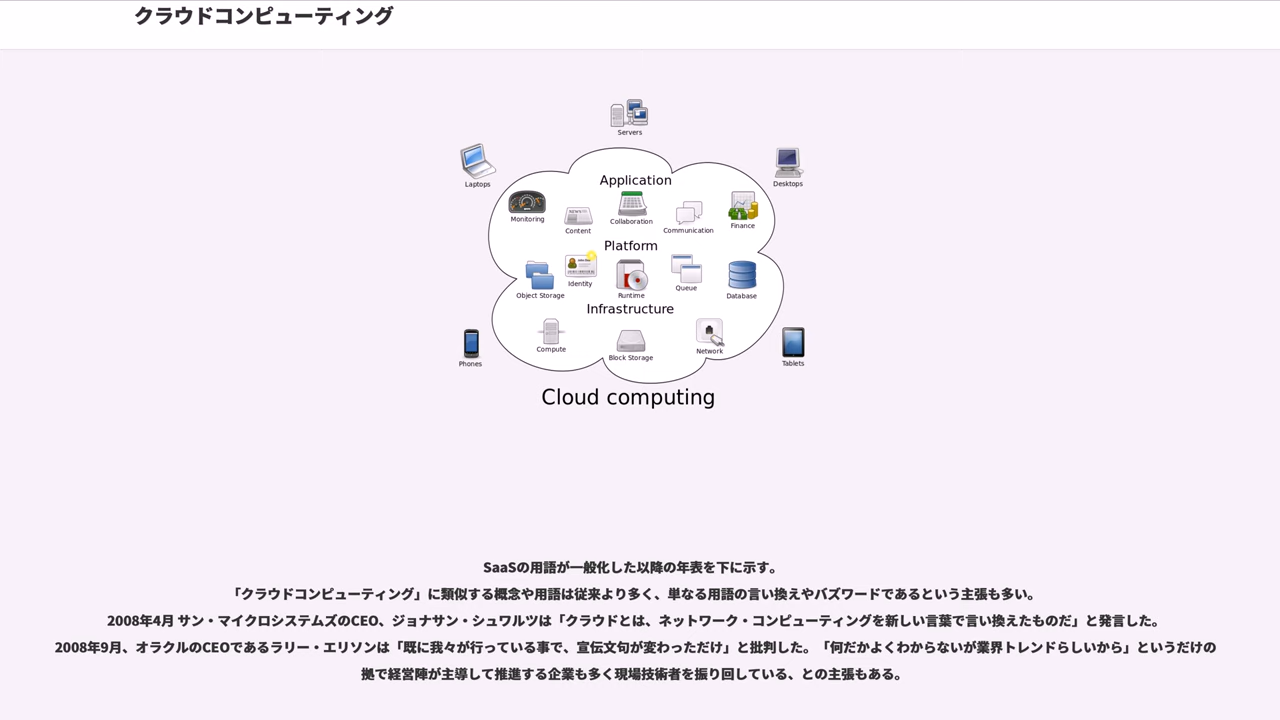 クラウドコンピューティング
Servers
Laptops
Desktops
Application
Monitoring
Content
Collaboration
Communication
Finance
Platform
Object Storage
Identity
Runtime
Queue
Database
Infrastructure
Compute
Block Storage
Network
Phones
Tablets
Cloud computing
SaaSの用語が一般化した以降の年表を下に示す。
「クラウドコンピューティング」に類似する概念や用語は従来より多く、単なる用語の言い換えやバズワードであるという主張も多い。
2008年4月 サン・マイクロシステムズのCEO、ジョナサン・シュワルツは「クラウドとは、ネットワーク・コンピューティングを新しい言葉で言い換えたものだ」と発言した。
2008年9月、オラクルのCEOであるラリー・エリソンは「既に我々が行っている事で、宣伝文句が変わっただけ」と批判した。「何だかよくわからないが業界トレンドらしいから」というだけの
拠で経営陣が主導して推進する企業も多く現場技術者を振り回している、との主張もある。